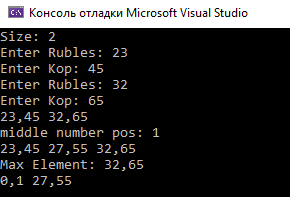 Консоль отладки Microsoft Visual Studio
Size: 2
Enter Rubles: 23
Enter Kop: 45
Enter Rubles: 32
Enter Kop: 65
23,45 32,65
middle number pos: 1
23,45 27,55 32,65
Max Element: 32,65
0,1 27,55